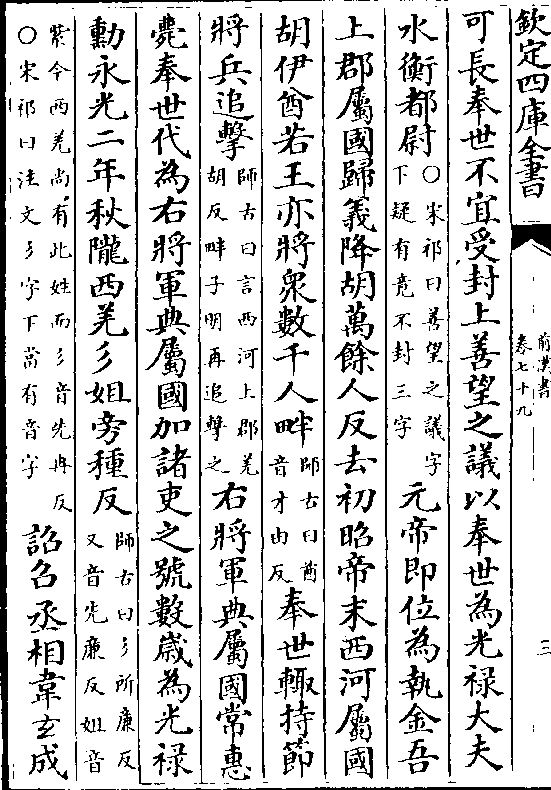 欽定四庫全書
前漢書
卷七十九
三
可長奉世不宜受封上善望之議以奉世為光禄大夫
水衡都尉
○宋祁曰善望之議字
下疑有竟不封三字
元帝即位為執金吾
上郡屬國歸義降胡萬餘人反去初昭帝末西河屬國
胡伊酋若王亦將衆數千人畔
師古曰酋
音才由反
奉世輙持節
將兵追擊
師古曰言西河上郡羌
胡反畔子明再追擊之
右將軍典屬國常惠
薨奉世代為右將軍典屬國加諸吏之號數歳為光禄
勳永光二年秋隴西羌彡姐旁種反
師古曰彡所廉反
又音先廉反姐音
紫今西羌尚有此姓而彡音先冉反
○宋祁曰注文彡字下當有音字
詔召丞相韋玄成